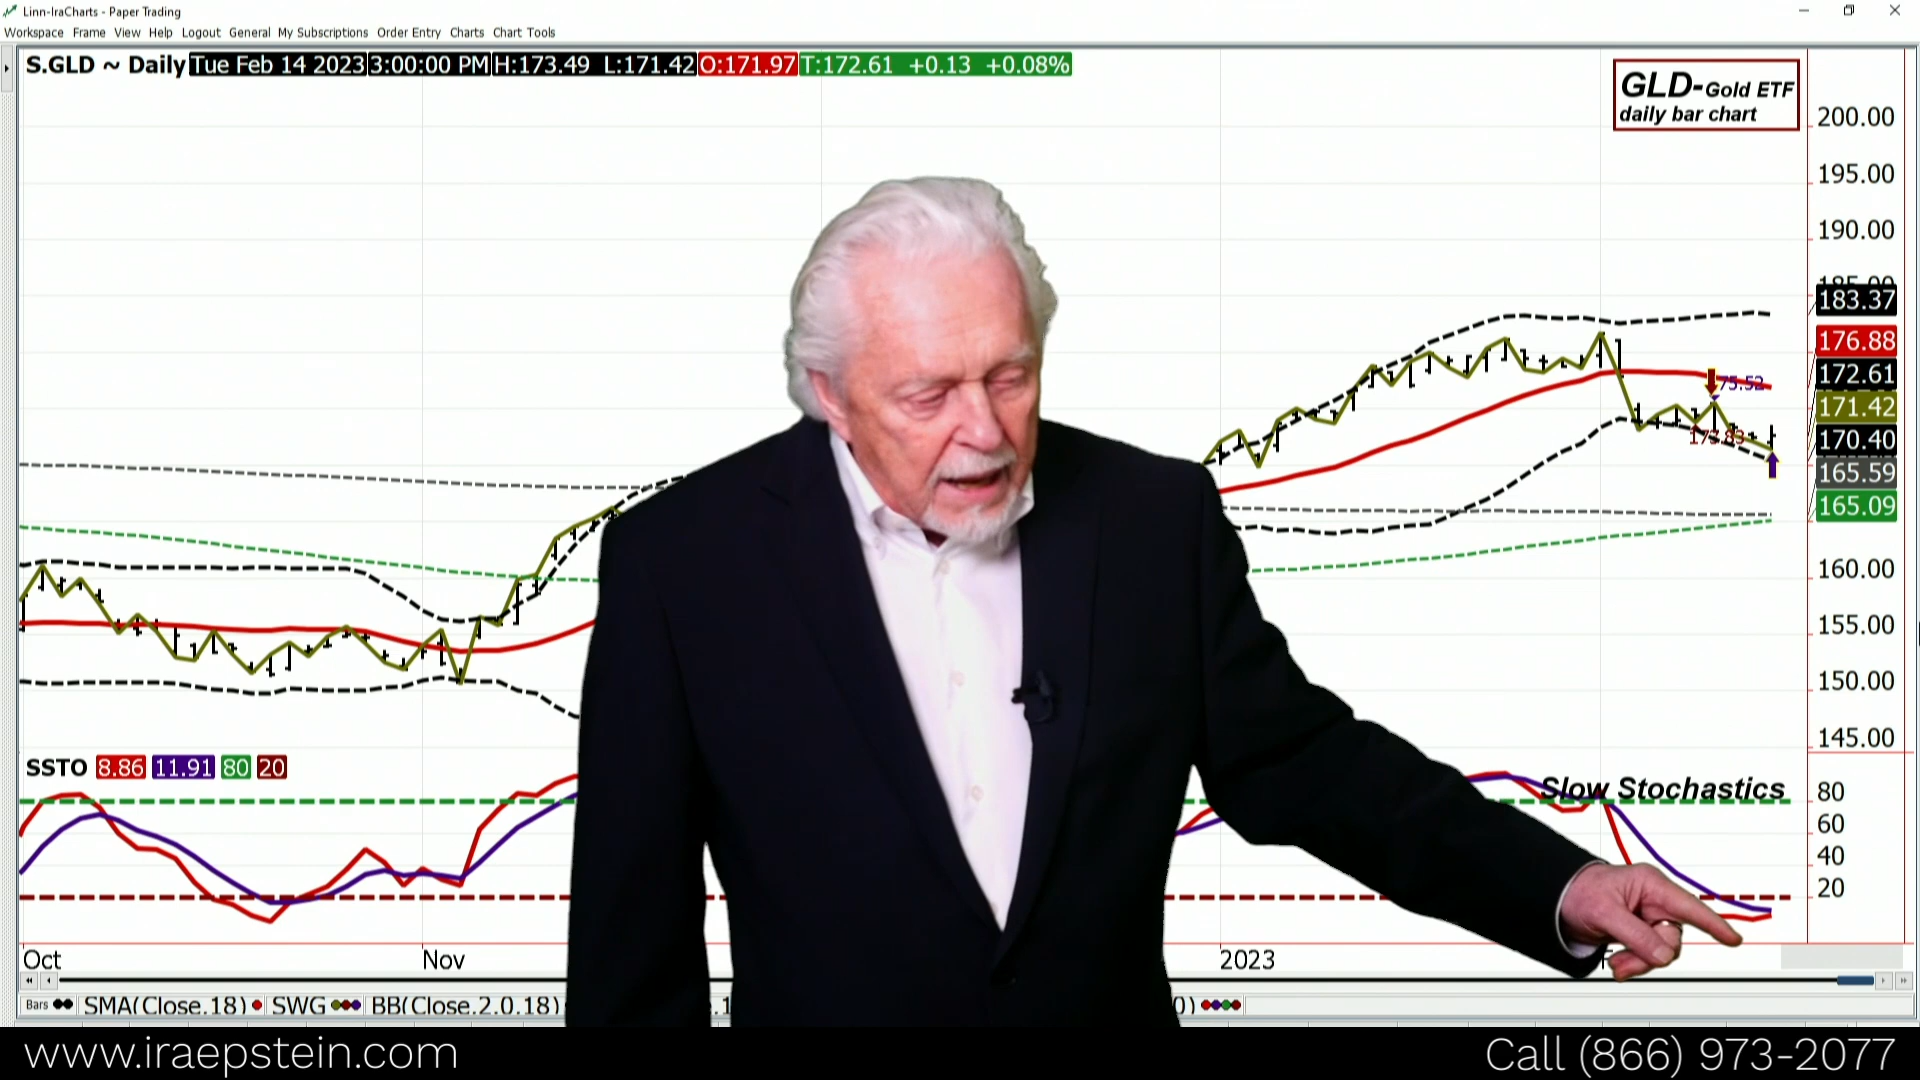 Linn-IraCharts - Paper Trading
Workspace Frame View Help Logout General My Subscriptions Order Entry Charts Chart Tools
S.GLD ~ Daily Tue Feb 14 2023 3:00:00 PM H:173.49 L:171.42 O:171.97 T:172.61 +0.13 +0.08%
GLD-Gold ETF
daily bar chart
200.00
195.00
190.00
183.37
176.88
75.52
172.61
171.42
173.83
170.40
165.59
165.09
160.00
155.00
150.00
145.00
SSTO 8.86 11.91 80 20
Slow Stochastics
80
60
40
20
Oct Nov 2023
Bars SMA(Close,18) SWG BB(Close,2.0,18)
www.iraepstein.com Call (866) 973-2077